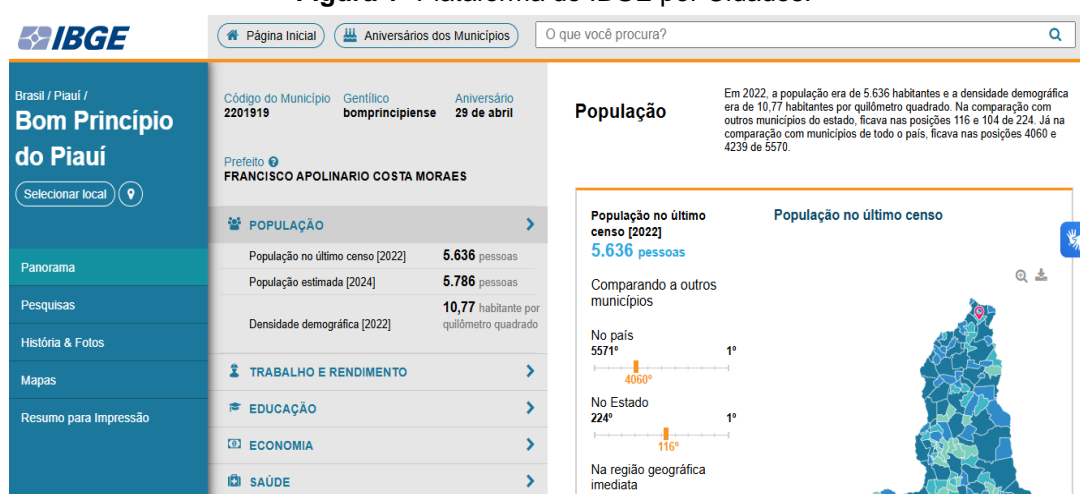 IBGE
Página Inicial
Aniversários dos Municípios
O que você procura?
Brasil / Piauí /
Bom Princípio
do Piauí
Selecionar local
Panorama
Pesquisas
História & Fotos
Mapas
Resumo para Impressão
Código do Município
2201919
Gentílico
bomprincipiense
Aniversário
29 de abril
Prefeito
FRANCISCO APOLINARIO COSTA MORAES
POPULAÇÃO
População no último censo [2022] 5.636 pessoas
População estimada [2024] 5.786 pessoas
Densidade demográfica [2022] 10,77 habitante por
quilômetro quadrado
TRABALHO E RENDIMENTO
EDUCAÇÃO
ECONOMIA
SAÚDE
População
Em 2022, a população era de 5.636 habitantes e a densidade demográfica
era de 10,77 habitantes por quilômetro quadrado. Na comparação com
outros municípios do estado, ficava nas posições 116 e 104 de 224. Já na
comparação com municípios de todo o país, ficava nas posições 4060 e
4239 de 5570.
População no último
censo [2022]
5.636 pessoas
Comparando a outros
municípios
No país
5571º 1º
4060º
No Estado
224º 1º
116º
Na região geográfica
imediata
População no último censo